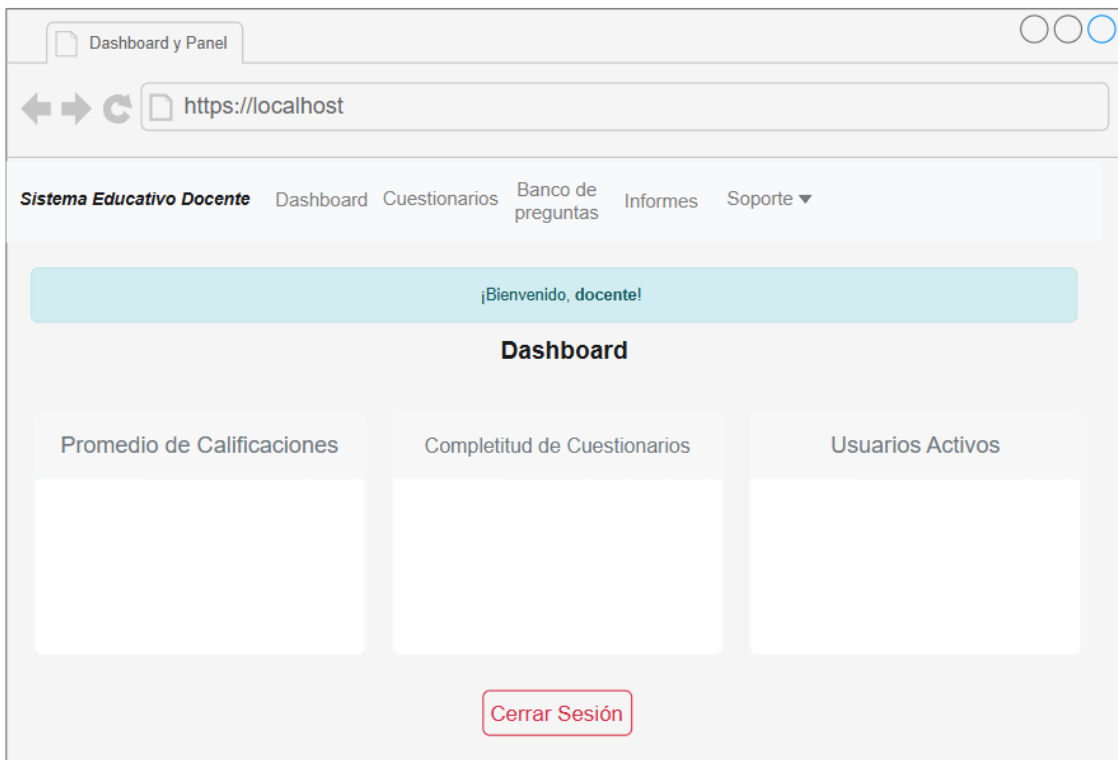 Dashboard y Panel
https://localhost
Sistema Educativo Docente Dashboard Cuestionarios Banco de preguntas Informes Soporte
¡Bienvenido, docente!
Dashboard
Promedio de Calificaciones
Completitud de Cuestionarios
Usuarios Activos
Cerrar Sesión